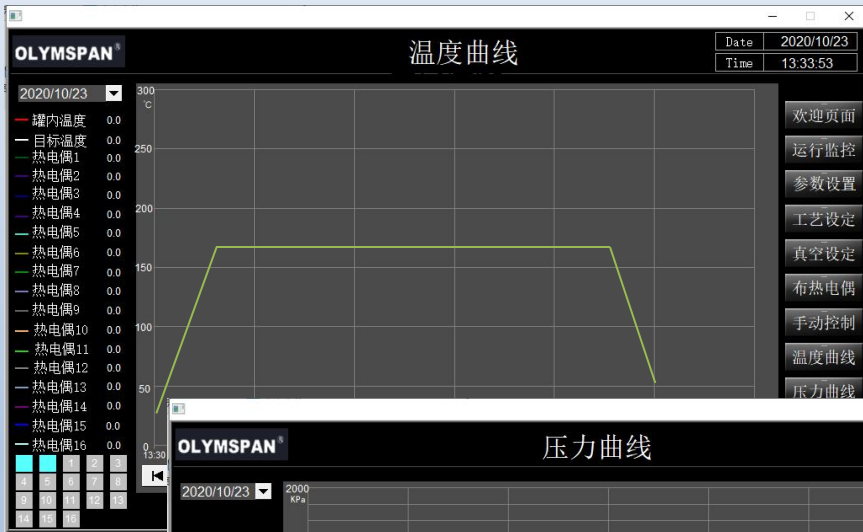 OLYMSPAN®
温度曲线
Date 2020/10/23
Time 13:33:53
2020/10/23
罐内温度 0.0
目标温度 0.0
热电偶1 0.0
热电偶2 0.0
热电偶3 0.0
热电偶4 0.0
热电偶5 0.0
热电偶6 0.0
热电偶7 0.0
热电偶8 0.0
热电偶9 0.0
热电偶10 0.0
热电偶11 0.0
热电偶12 0.0
热电偶13 0.0
热电偶14 0.0
热电偶15 0.0
热电偶16 0.0
1 2 3
4 5 6 7 8
9 10 11 12 13
14 15 16
300
℃
250
200
150
100
50
0
13:30
欢迎页面
运行监控
参数设置
工艺设定
真空设定
布热电偶
手动控制
温度曲线
压力曲线
OLYMSPAN®
压力曲线
2020/10/23
2000
KPa